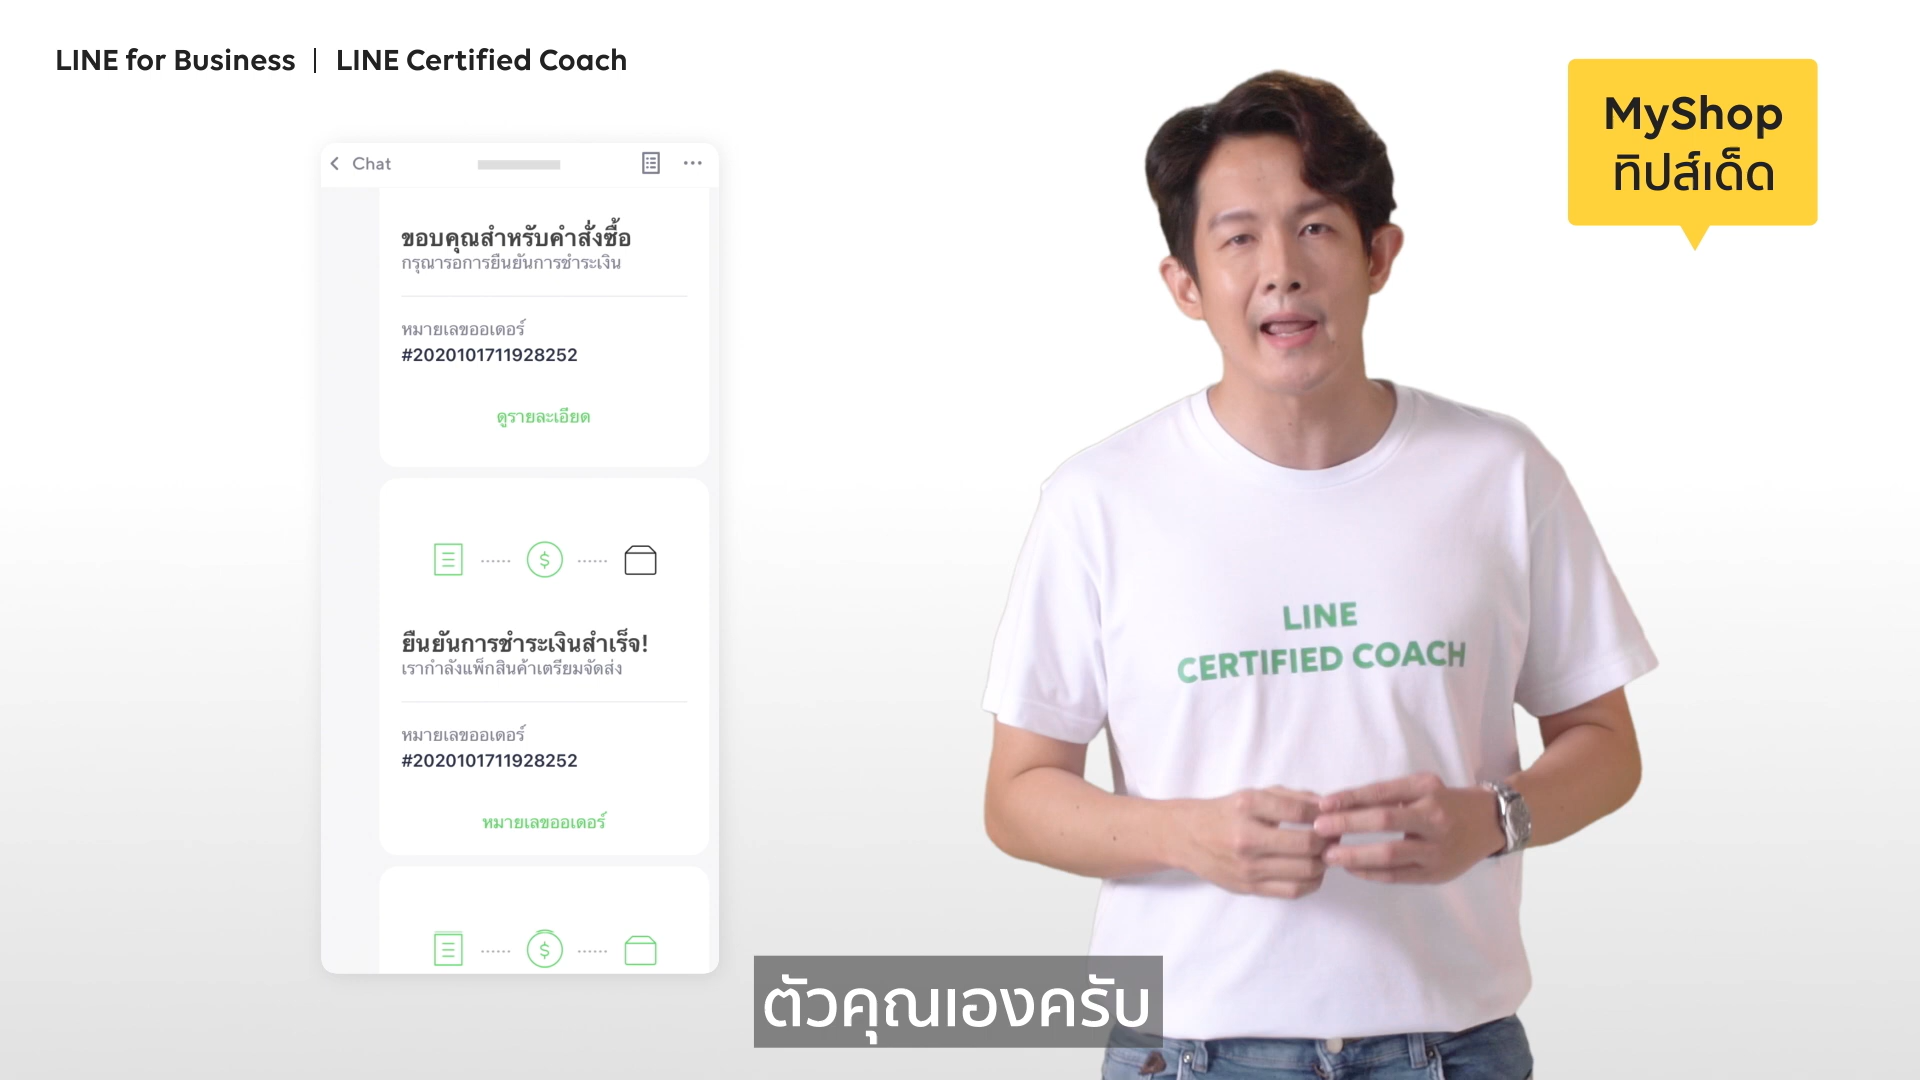 LINE for Business | LINE Certified Coach
MyShop
ทิปส์เด็ด
Chat
ขอบคุณสำหรับคำสั่งซื้อ
กรุณารอการยืนยันการชำระเงิน
หมายเลขออเดอร์
#2020101711928252
ดูรายละเอียด
$
ยืนยันการชำระเงินสำเร็จ!
เรากำลังแพ็กสินค้าเตรียมจัดส่ง
หมายเลขออเดอร์
#2020101711928252
หมายเลขออเดอร์
$
LINE
CERTIFIED COACH
ตัวคุณเองครับ